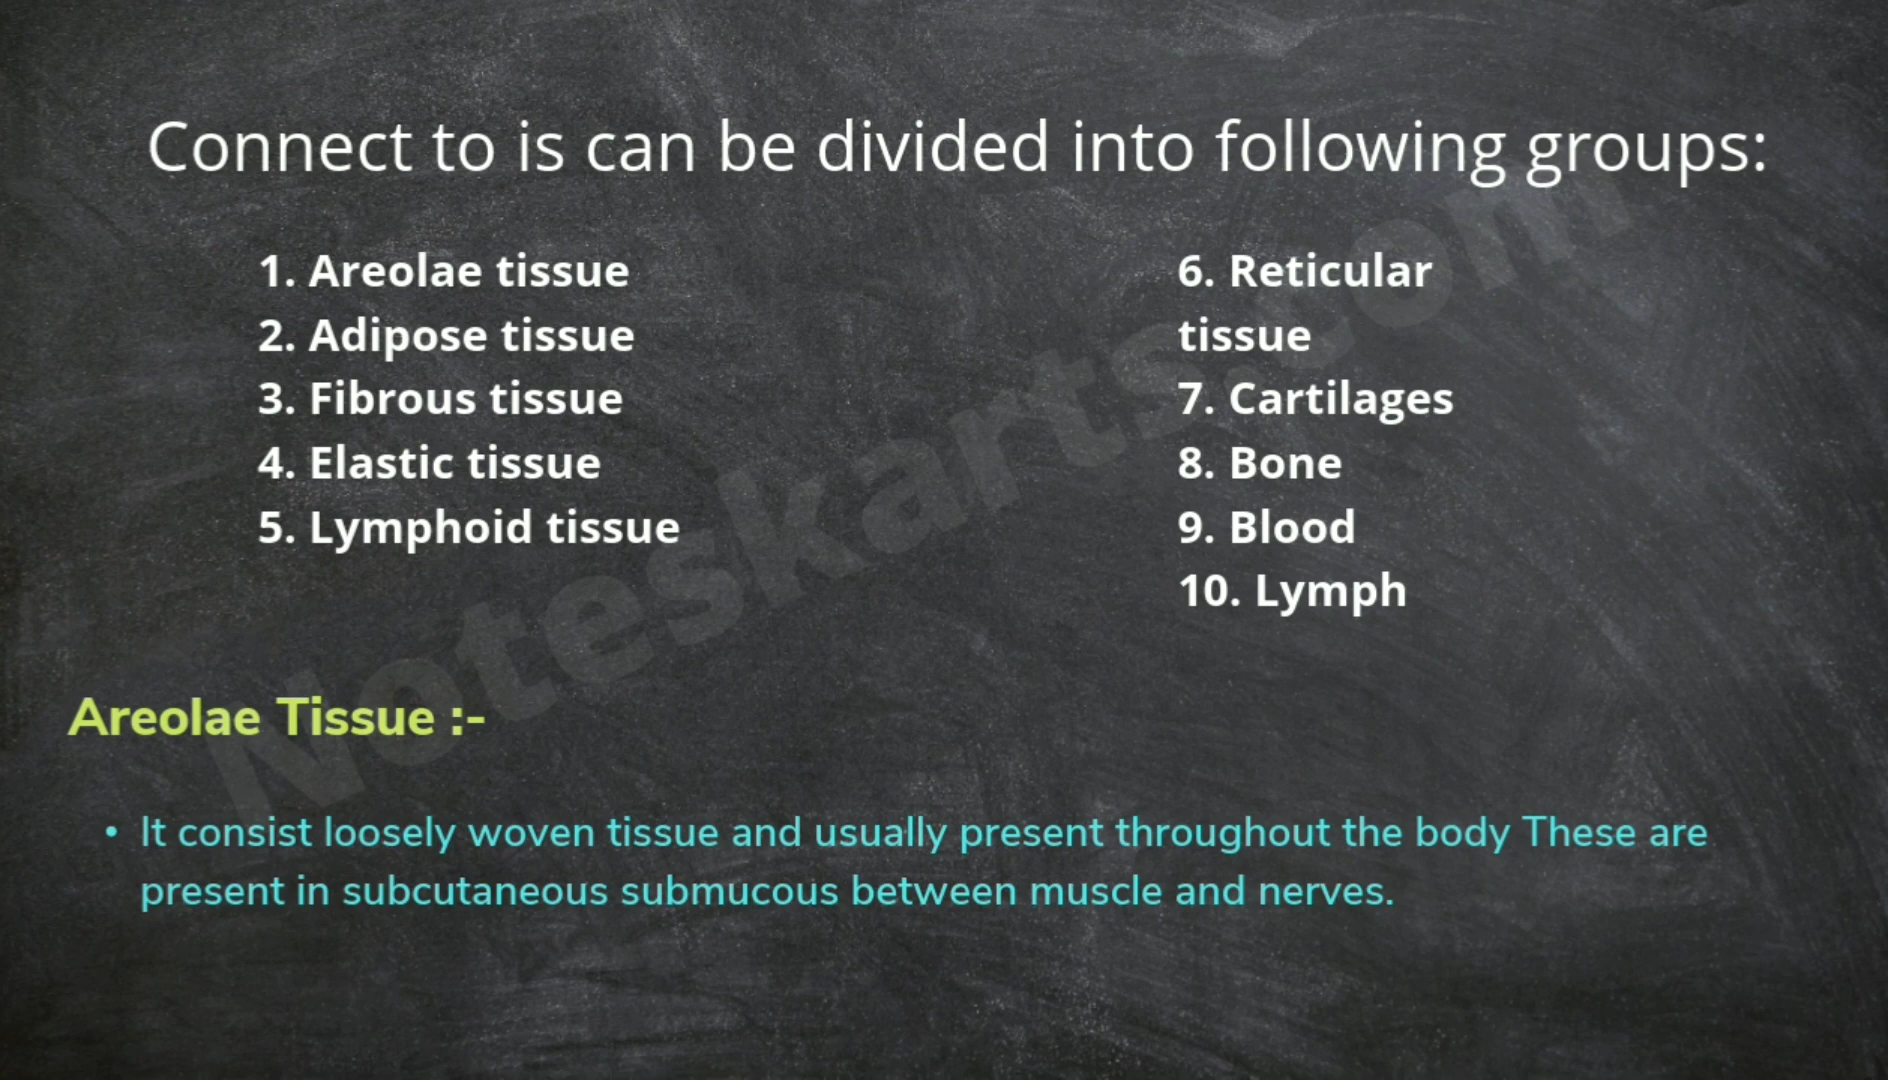 Connect to is can be divided into following groups:
1. Areolae tissue
2. Adipose tissue
3. Fibrous tissue
4. Elastic tissue
5. Lymphoid tissue
6. Reticular
tissue
7. Cartilages
8. Bone
9. Blood
10. Lymph
Noteskarts.com
Areolae Tissue :-
• It consist loosely woven tissue and usually present throughout the body These are
present in subcutaneous submucous between muscle and nerves.